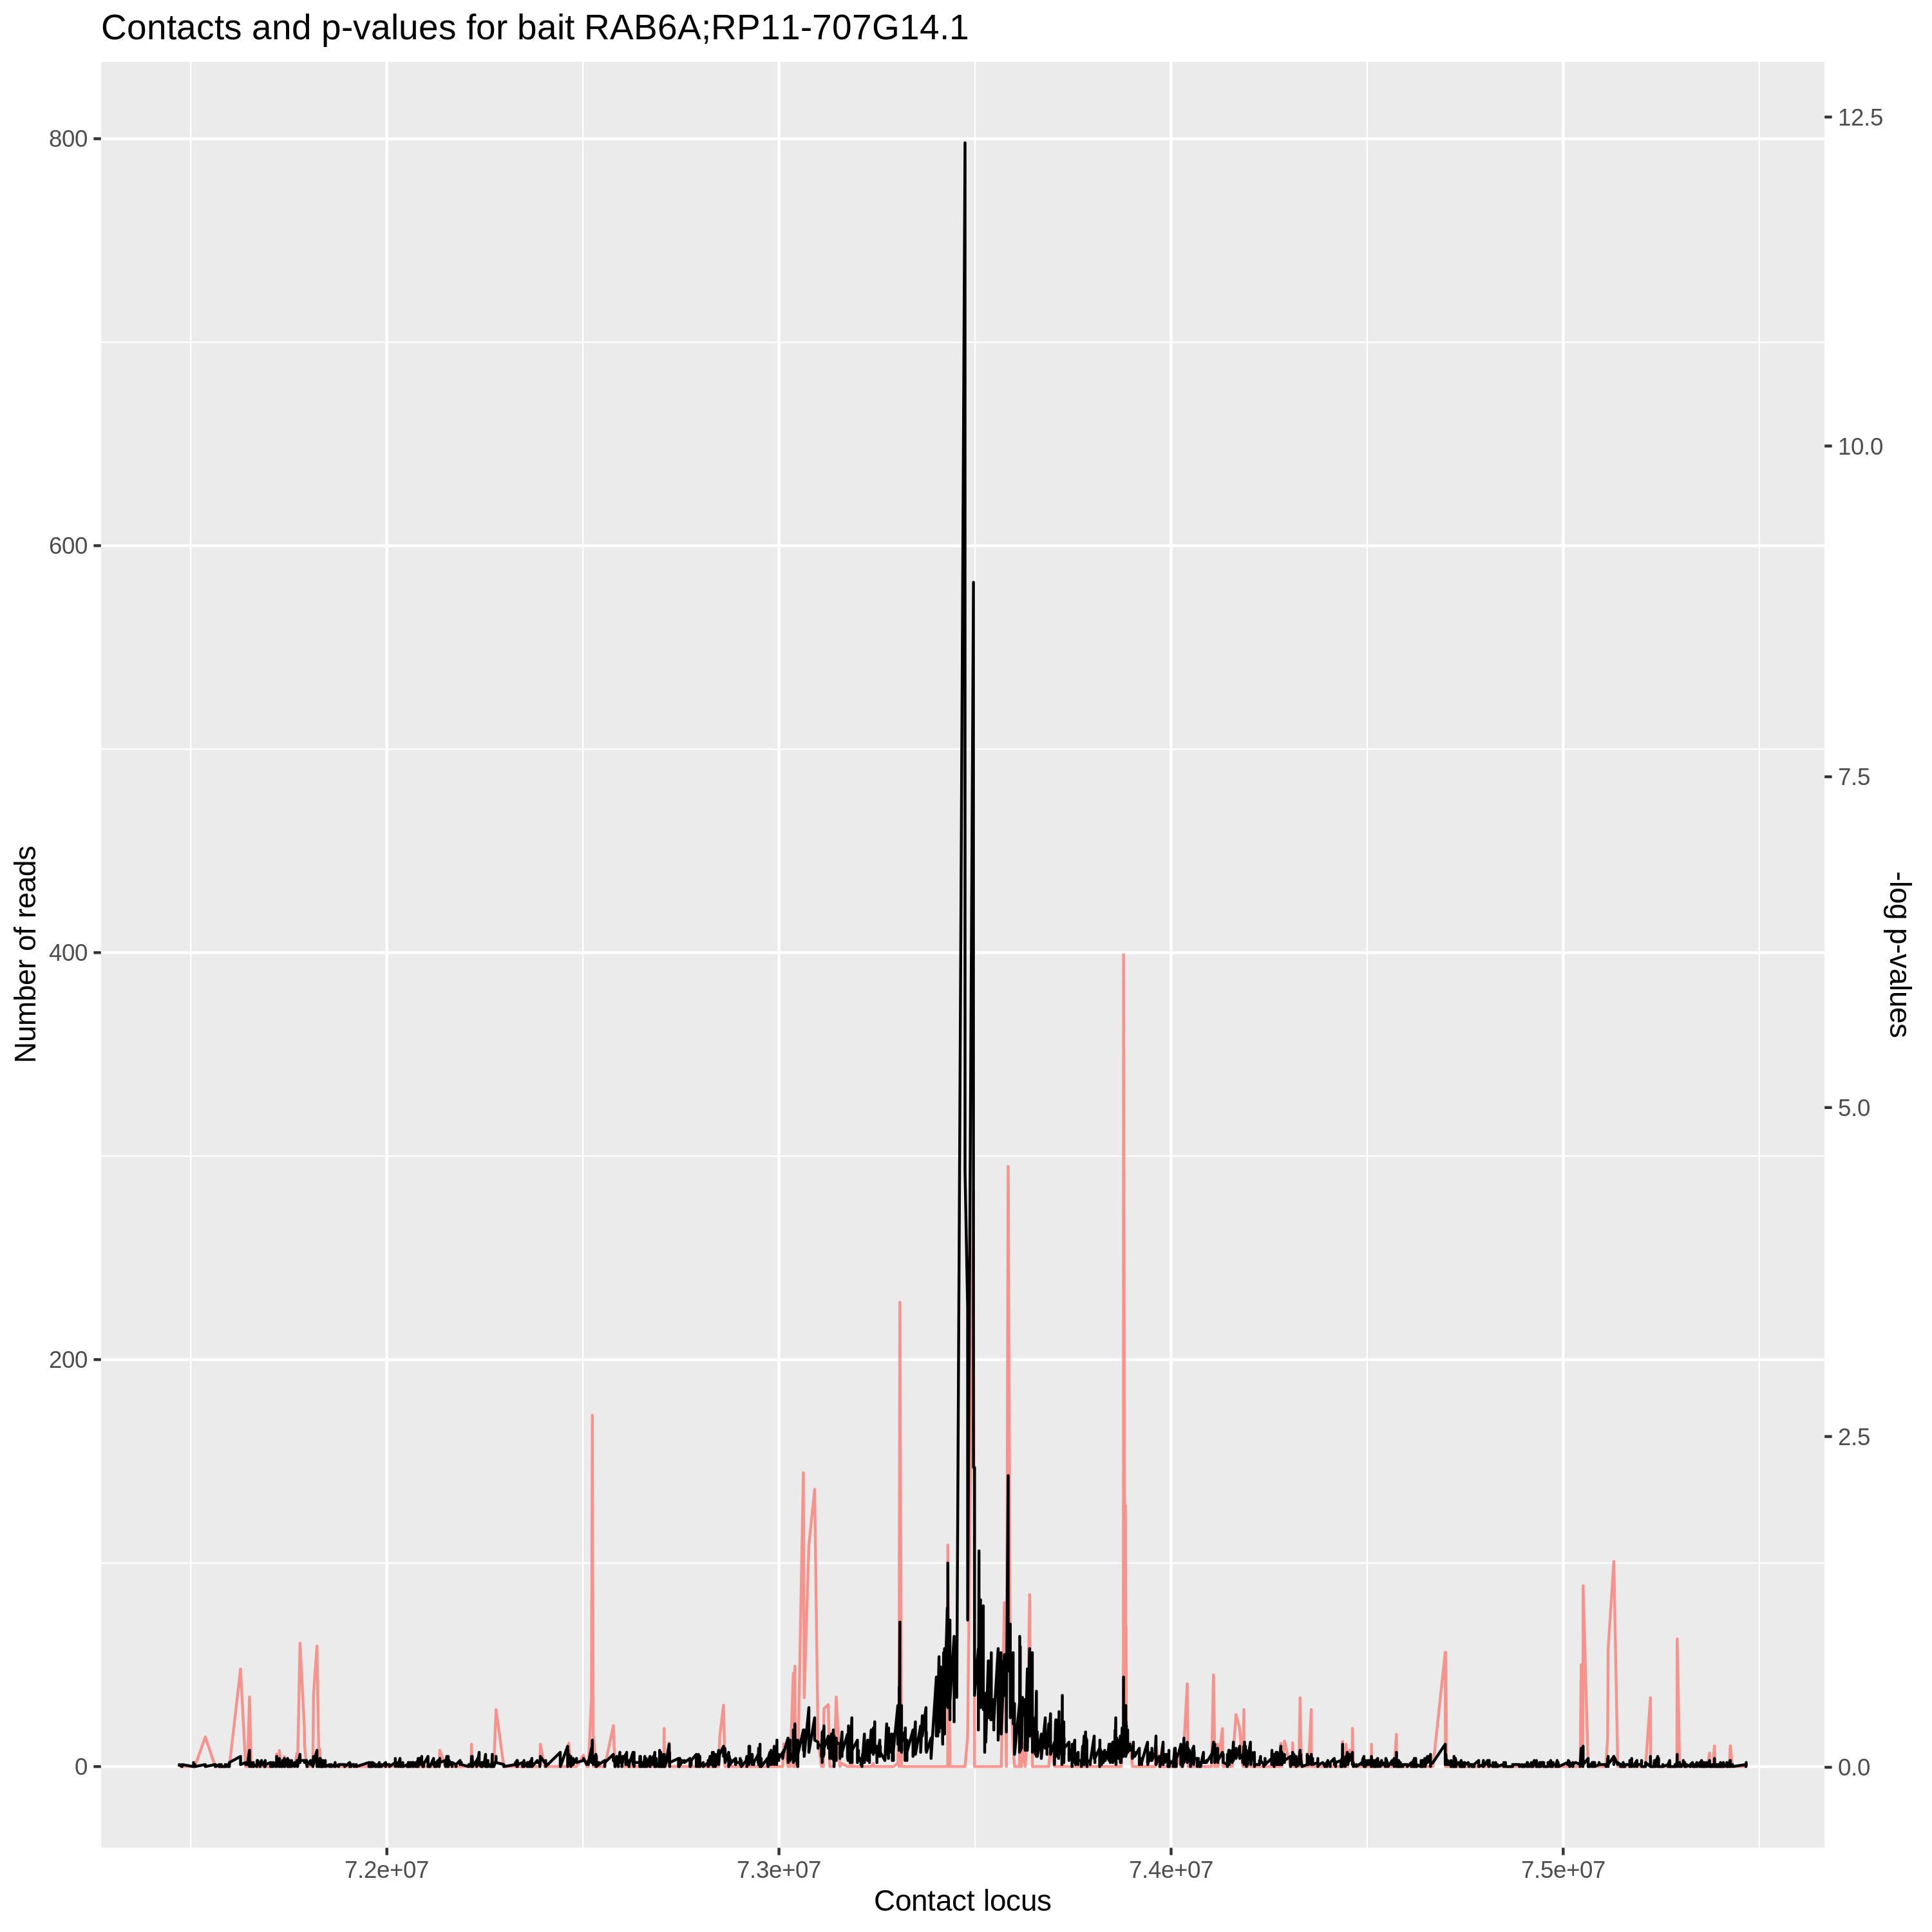 Contacts and p-values for bait RAB6A;RP11-707G14.1
800
600
400
200
0
Number of reads
12.5
10.0
7.5
5.0
2.5
0.0
-log p-values
7.2e+07
7.3e+07
7.4e+07
7.5e+07
Contact locus